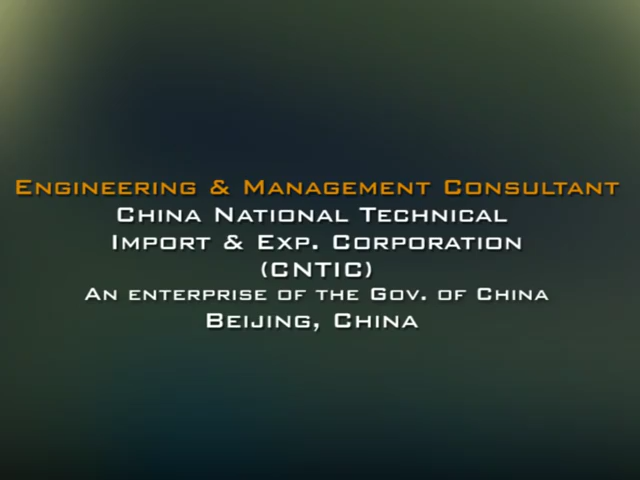 Engineering & Management Consultant
China National Technical
Import & Exp. Corporation
(CNTIC)
An enterprise of the Gov. of China
Beijing, China